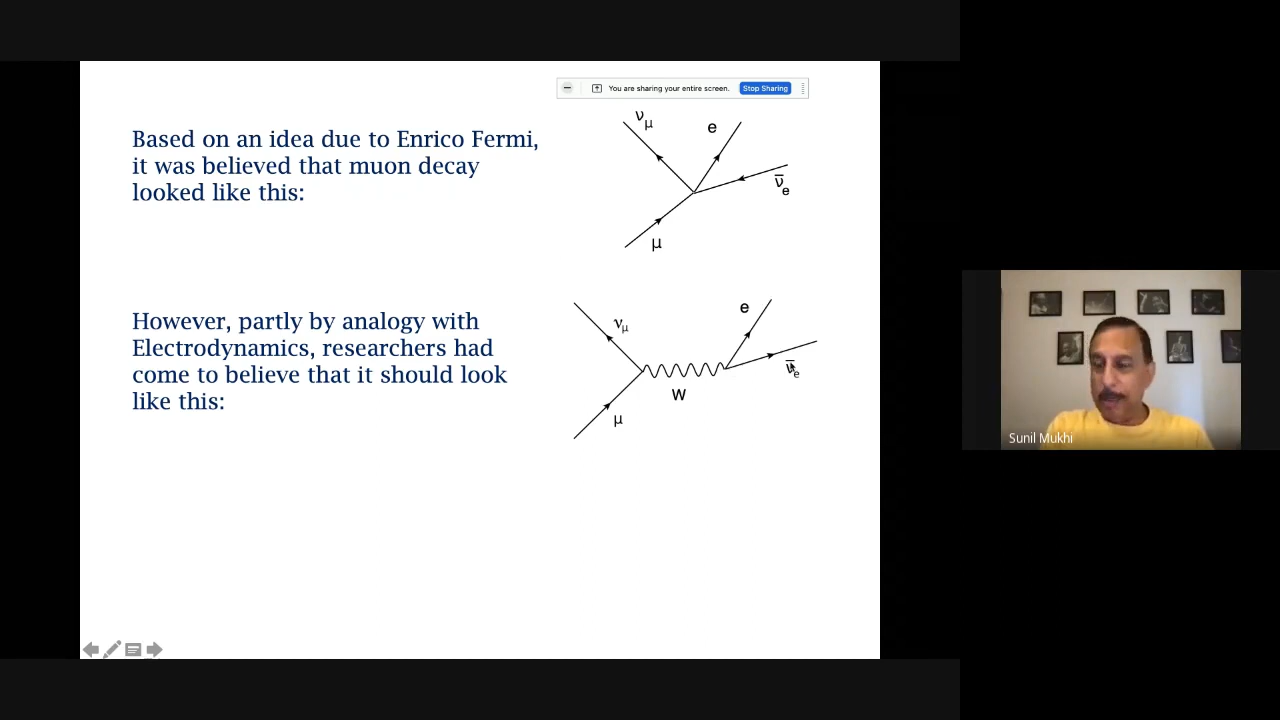 You are sharing your entire screen. Stop Sharing
Based on an idea due to Enrico Fermi,
it was believed that muon decay
looked like this:
νμ
e
ν̅e
μ
However, partly by analogy with
Electrodynamics, researchers had
come to believe that it should look
like this:
e
νμ
ν̅e
W
μ
Sunil Mukhi